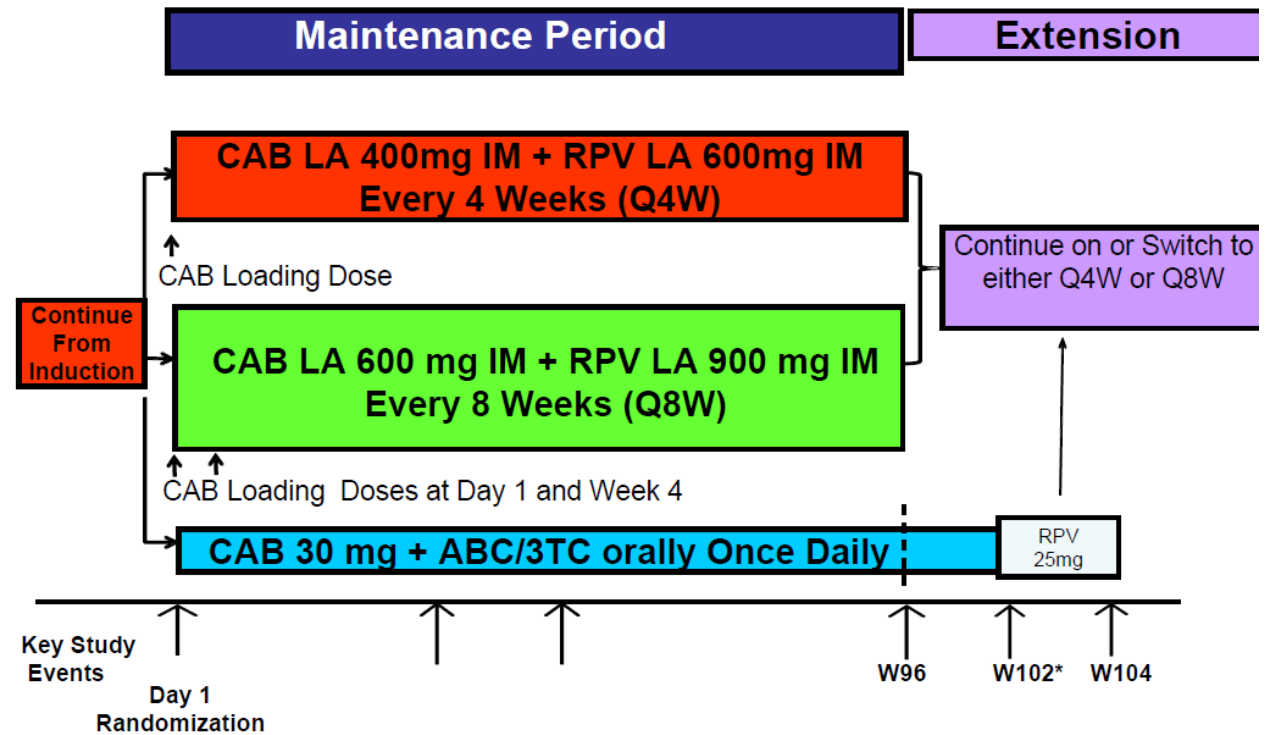 Maintenance Period
Extension
CAB LA 400mg IM + RPV LA 600mg IM
Every 4 Weeks (Q4W)
CAB Loading Dose
Continue on or Switch to
either Q4W or Q8W
Continue
From
Induction
CAB LA 600 mg IM + RPV LA 900 mg IM
Every 8 Weeks (Q8W)
CAB Loading Doses at Day 1 and Week 4
CAB 30 mg + ABC/3TC orally Once Daily
RPV
25mg
Key Study
Events
Day 1
Randomization
W96
W102*
W104